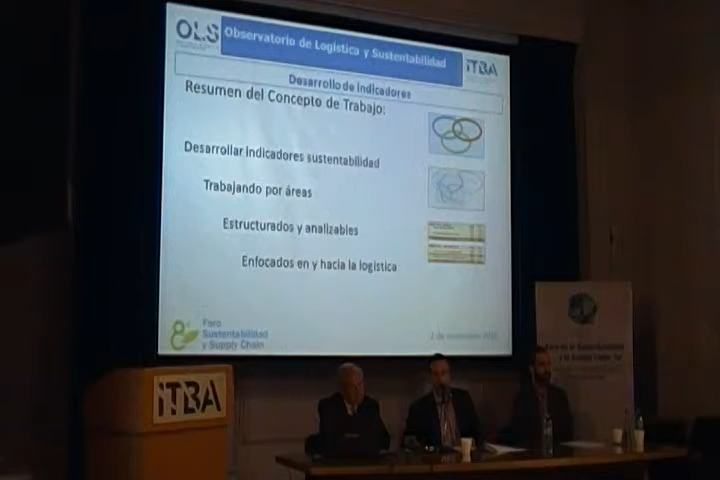 OLS
Observatorio de Logística y Sustentabilidad
ITBA
Desarrollo de Indicadores
Resumen del Concepto de Trabajo:
Desarrollar indicadores sustentabilidad
Trabajando por áreas
Estructurados y analizables
Enfocados en y hacia la logística
Foro
Sustentabilidad
y Supply Chain
ITBA